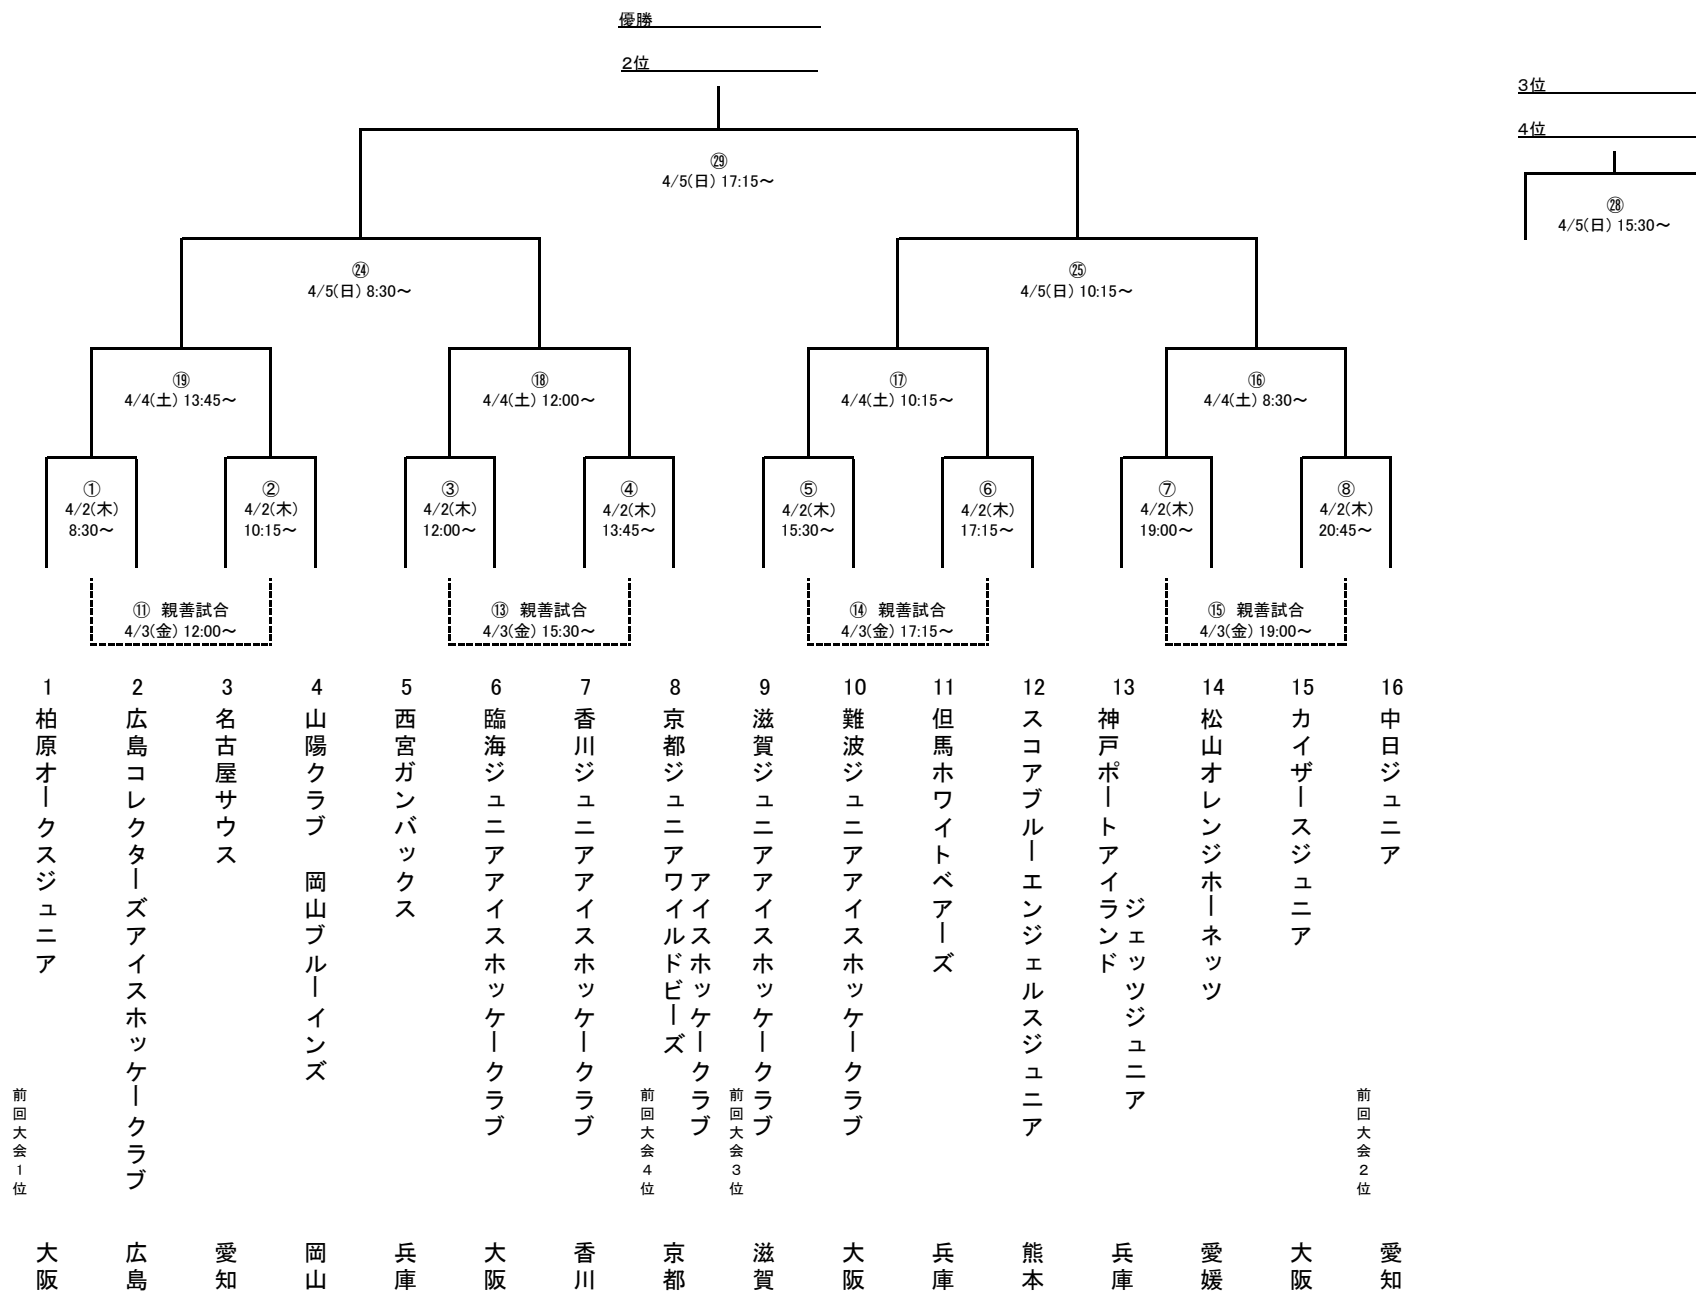 優勝
2位
3位
4位
㉙
4/5(日) 17:15～
㉘
4/5(日) 15:30～
㉔
4/5(日) 8:30～
㉕
4/5(日) 10:15～
⑲
4/4(土) 13:45～
⑱
4/4(土) 12:00～
⑰
4/4(土) 10:15～
⑯
4/4(土) 8:30～
①
4/2(木)
8:30～
②
4/2(木)
10:15～
③
4/2(木)
12:00～
④
4/2(木)
13:45～
⑤
4/2(木)
15:30～
⑥
4/2(木)
17:15～
⑦
4/2(木)
19:00～
⑧
4/2(木)
20:45～
⑪ 親善試合
4/3(金) 12:00～
⑬ 親善試合
4/3(金) 15:30～
⑭ 親善試合
4/3(金) 17:15～
⑮ 親善試合
4/3(金) 19:00～
1
柏原オークスジュニア
前回大会1位
大阪
2
広島コレクターズアイスホッケークラブ
広島
3
名古屋サウス
愛知
4
山陽クラブ 岡山ブルーインズ
岡山
5
西宮ガンバックス
兵庫
6
臨海ジュニアアイスホッケークラブ
大阪
7
香川ジュニアアイスホッケークラブ
香川
8
京都ジュニアワイルドビーズ
アイスホッケークラブ
前回大会4位
京都
9
滋賀ジュニアアイスホッケークラブ
前回大会3位
滋賀
10
難波ジュニアアイスホッケークラブ
大阪
11
但馬ホワイトベアーズ
兵庫
12
スコアブルーエンジェルスジュニア
熊本
13
神戸ポートアイランド
ジェッツジュニア
兵庫
14
松山オレンジホーネッツ
愛媛
15
カイザースジュニア
大阪
16
中日ジュニア
前回大会2位
愛知